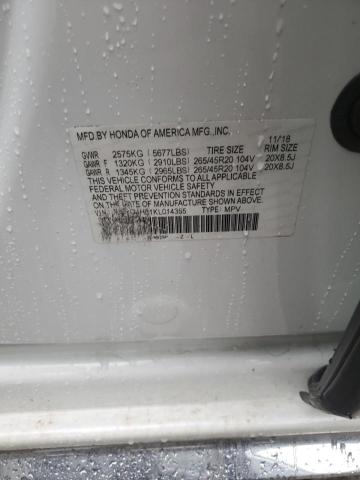 MFD.BY HONDA OF AMERICA MFG.,INC. 11/18
GVWR 2575KG (5677LBS) TIRE SIZE RIM SIZE
GAWR F 1320KG (2910LBS) 265/45R20 104V 20X8.5J
GAWR R 1345KG (2965LBS) 265/45R20 104V 20X8.5J
THIS VEHICLE CONFORMS TO ALL APPLICABLE
FEDERAL MOTOR VEHICLE SAFETY
AND THEFT PREVENTION STANDARDS IN EFFECT
ON THE DATE OF MANUFACTURE SHOWN ABOVE.
TYPE: MPV